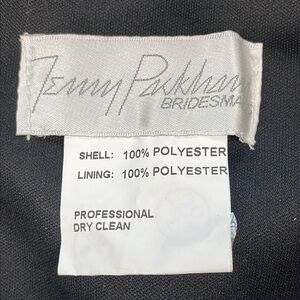 Jenny Packham
BRIDESMA
SHELL: 100% POLYESTER
LINING: 100% POLYESTER
PROFESSIONAL
DRY CLEAN